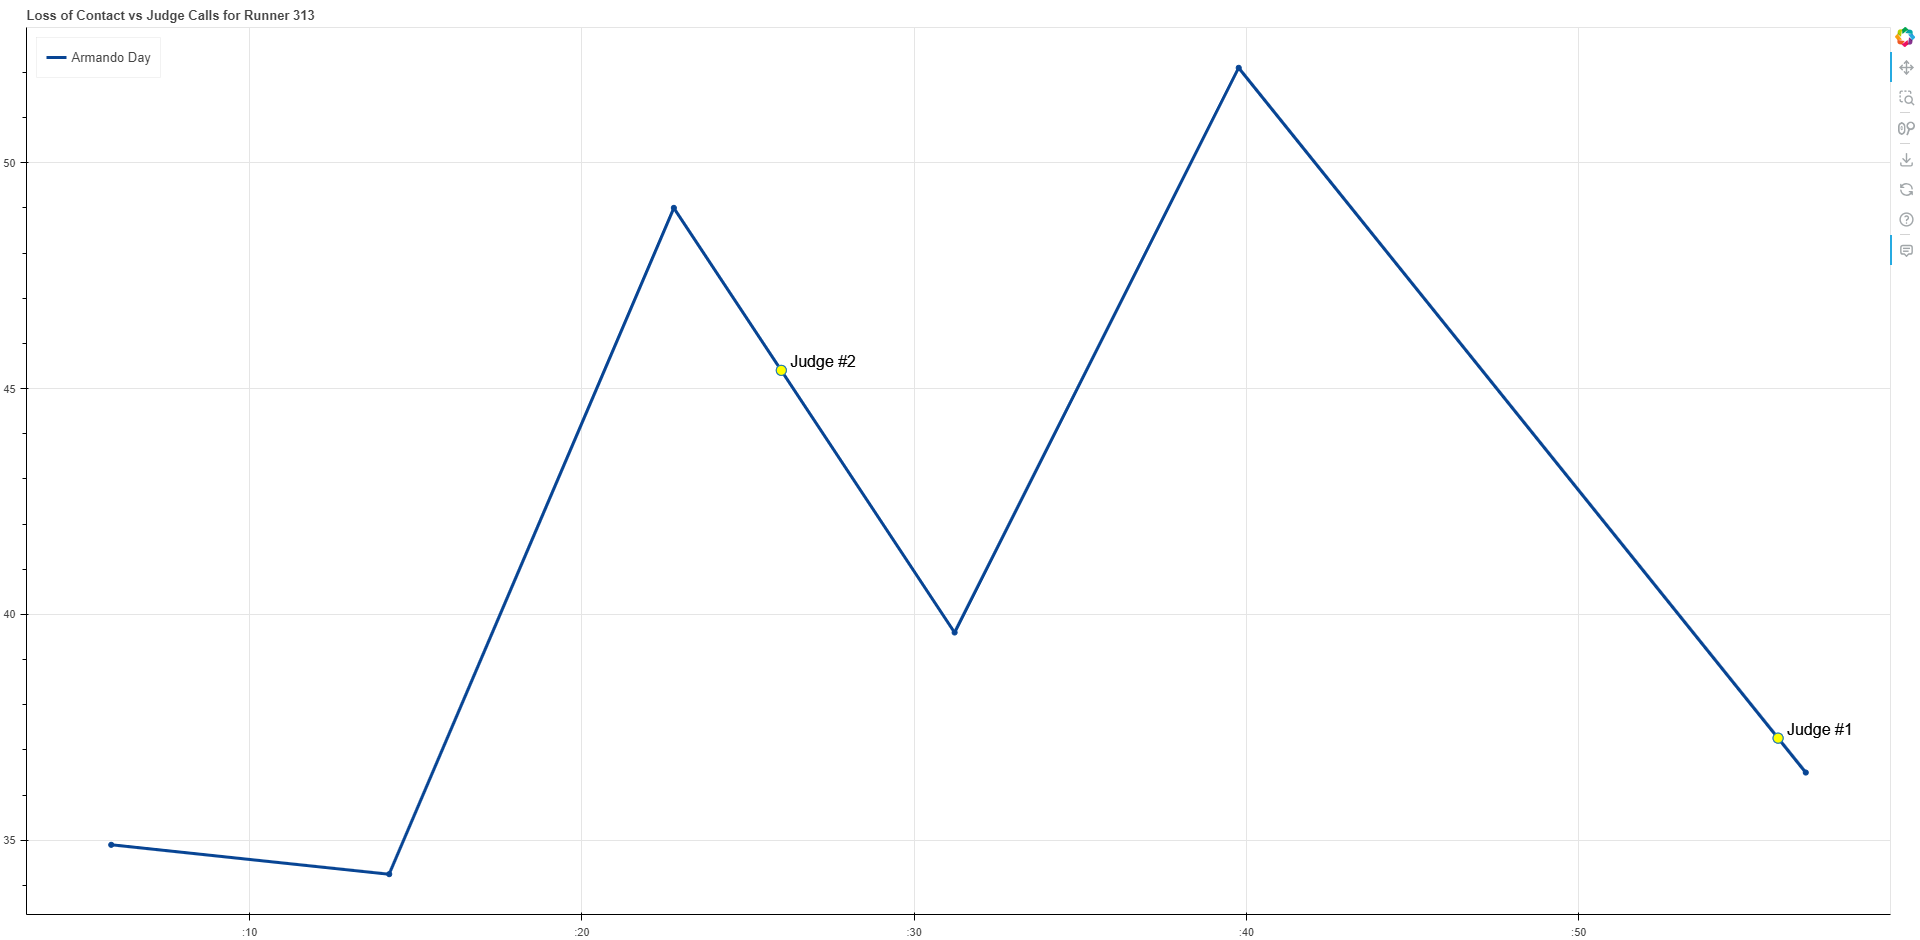 Loss of Contact vs Judge Calls for Runner 313
Armando Day
50
Judge #2
45
40
Judge #1
35
:10 :20 :30 :40 :50